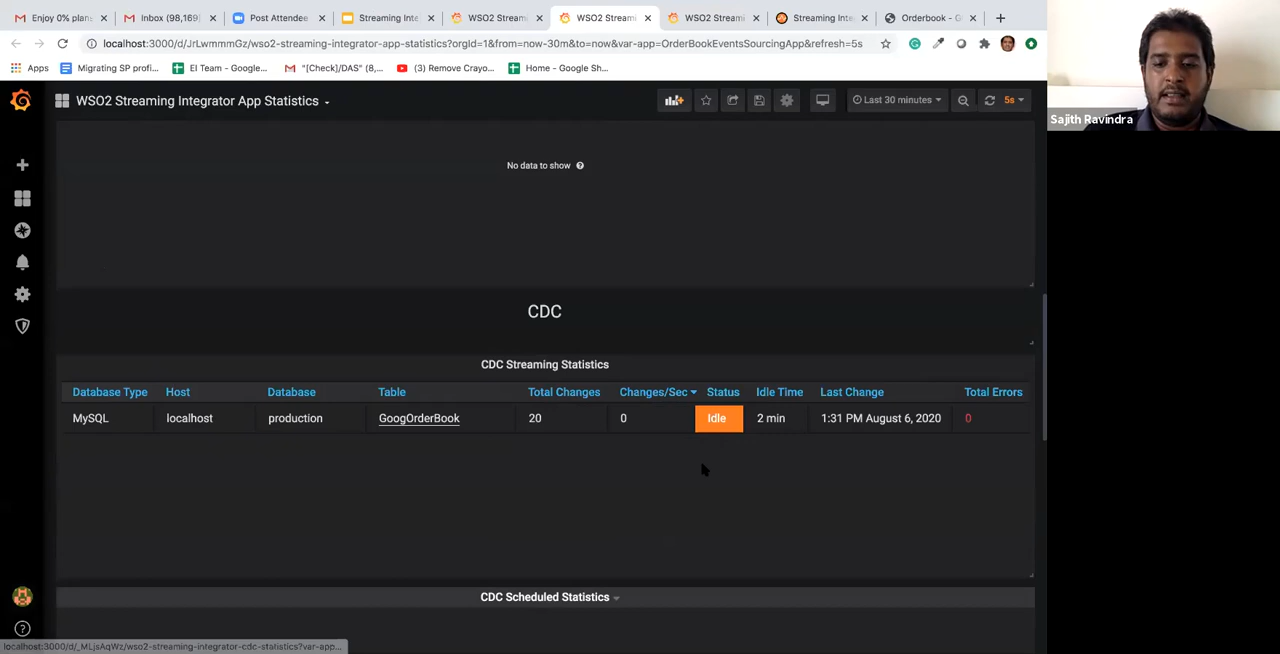 Enjoy 0% plans
Inbox (98,169)
Post Attendee
Streaming Inte
WSO2 Stream
WSO2 Stream
WSO2 Stream
Streaming Inte
Orderbook - G
localhost:3000/d/JrLwmmmGz/wso2-streaming-integrator-app-statistics?orgId=1&from=now-30m&to=now&var-app=OrderBookEventsSourcingApp&refresh=5s
Apps
Migrating SP profi...
EI Team - Google...
"[Check]/DAS" (8,...
(3) Remove Crayo...
Home - Google Sh...
WSO2 Streaming Integrator App Statistics
Last 30 minutes
5s
Sajith Ravindra
No data to show
CDC
CDC Streaming Statistics
Database Type Host Database Table Total Changes Changes/Sec Status Idle Time Last Change Total Errors
MySQL localhost production GoogOrderBook 20 0 Idle 2 min 1:31 PM August 6, 2020 0
CDC Scheduled Statistics
localhost:3000/d/_MLjsAqWz/wso2-streaming-integrator-cdc-statistics?var-app...